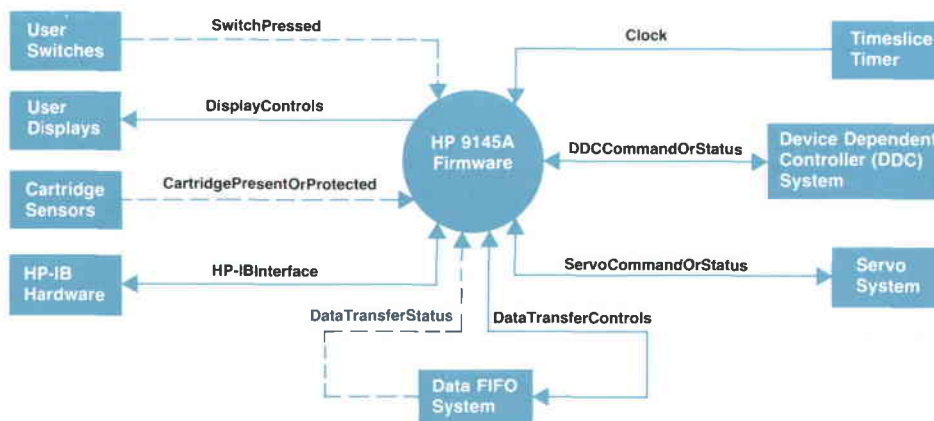 User
Switches
SwitchPressed
Clock
Timeslice
Timer
User
Displays
DisplayControls
HP 9145A
Firmware
DDCCommandOrStatus
Device Dependent
Controller (DDC)
System
Cartridge
Sensors
CartridgePresentOrProtected
HP-IB
Hardware
HP-IBInterface
ServoCommandOrStatus
Servo
System
DataTransferStatus
DataTransferControls
Data FIFO
System